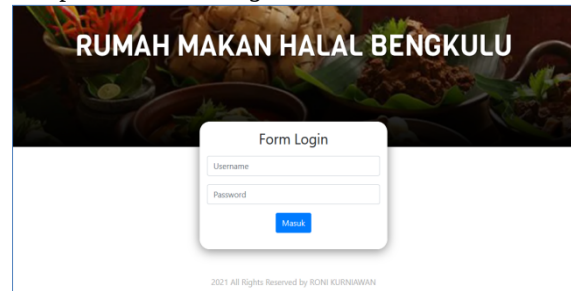 RUMAH MAKAN HALAL BENGKULU
Form Login
Username
Password
Masuk
2021 All Rights Reserved by RONI KURNIAWAN